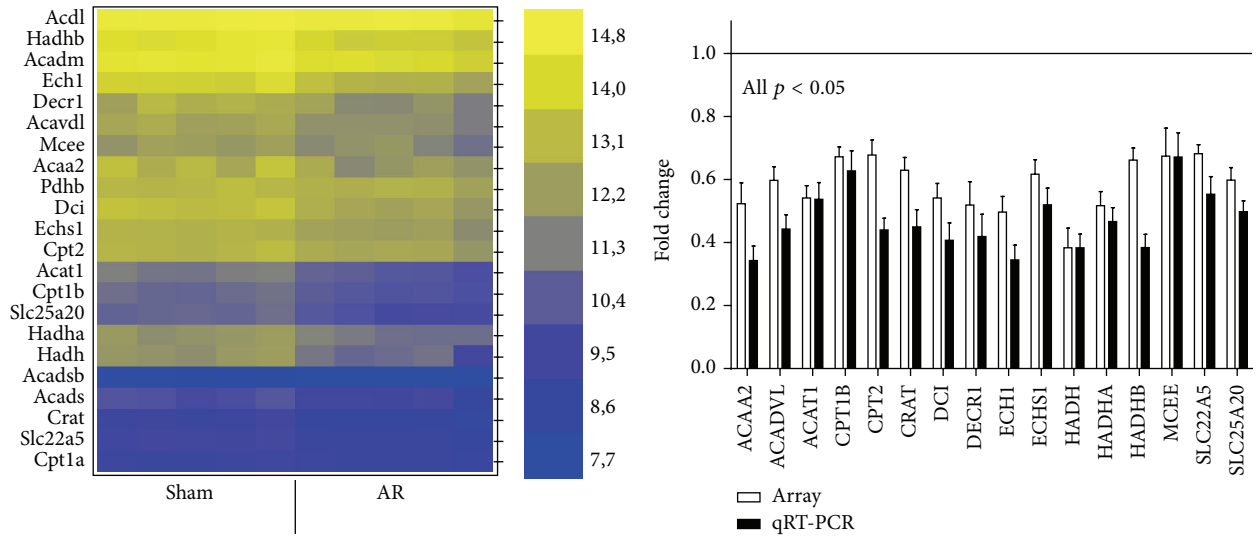 Acdl
Hadhb
Acadm
Ech1
Decr1
Acavdl
Mcee
Acaa2
Pdhb
Dci
Echs1
Cpt2
Acat1
Cpt1b
Slc25a20
Hadha
Hadh
Acadsb
Acads
Crat
Slc22a5
Cpt1a
Sham AR
14,8
14,0
13,1
12,2
11,3
10,4
9,5
8,6
7,7
Fold change
1.0
0.8
0.6
0.4
0.2
0.0
All p < 0.05
ACAA2
ACADVL
ACAT1
CPT1B
CPT2
CRAT
DCI
DECR1
ECH1
ECHS1
HADH
HADHA
HADHB
MCEE
SLC22A5
SLC25A20
Array
qRT-PCR